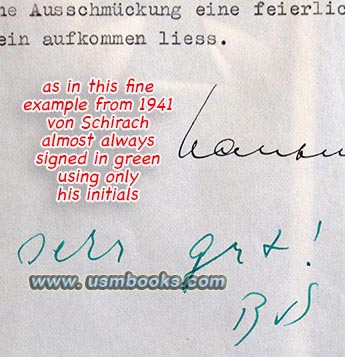 ne Ausschmückung eine feierlic
ein aufkommen liess.
as in this fine
example from 1941
von Schirach
almost always
signed in green
using only
his initials
sehr gut!
www.usmbooks.com
BvS